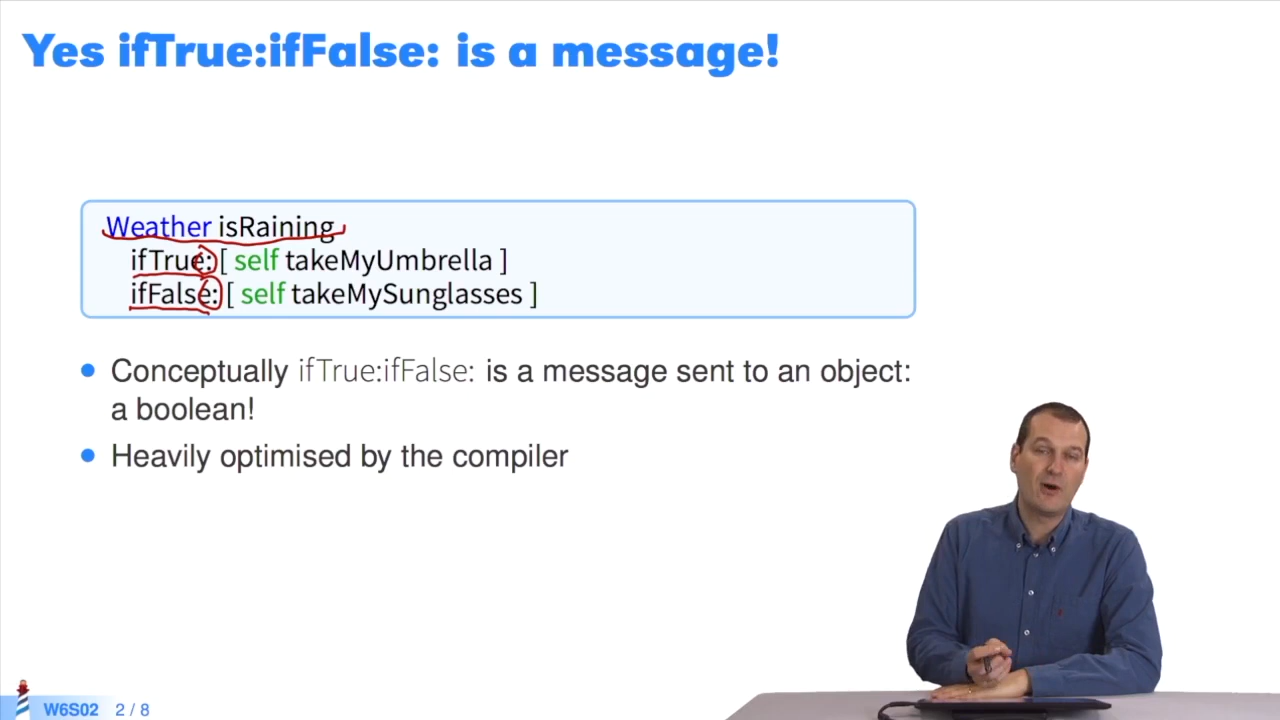 Yes ifTrue:ifFalse: is a message!
Weather isRaining
ifTrue: [ self takeMyUmbrella ]
ifFalse: [ self takeMySunglasses ]
Conceptually ifTrue:ifFalse: is a message sent to an object:
a boolean!
Heavily optimised by the compiler
W6S02 2 / 8